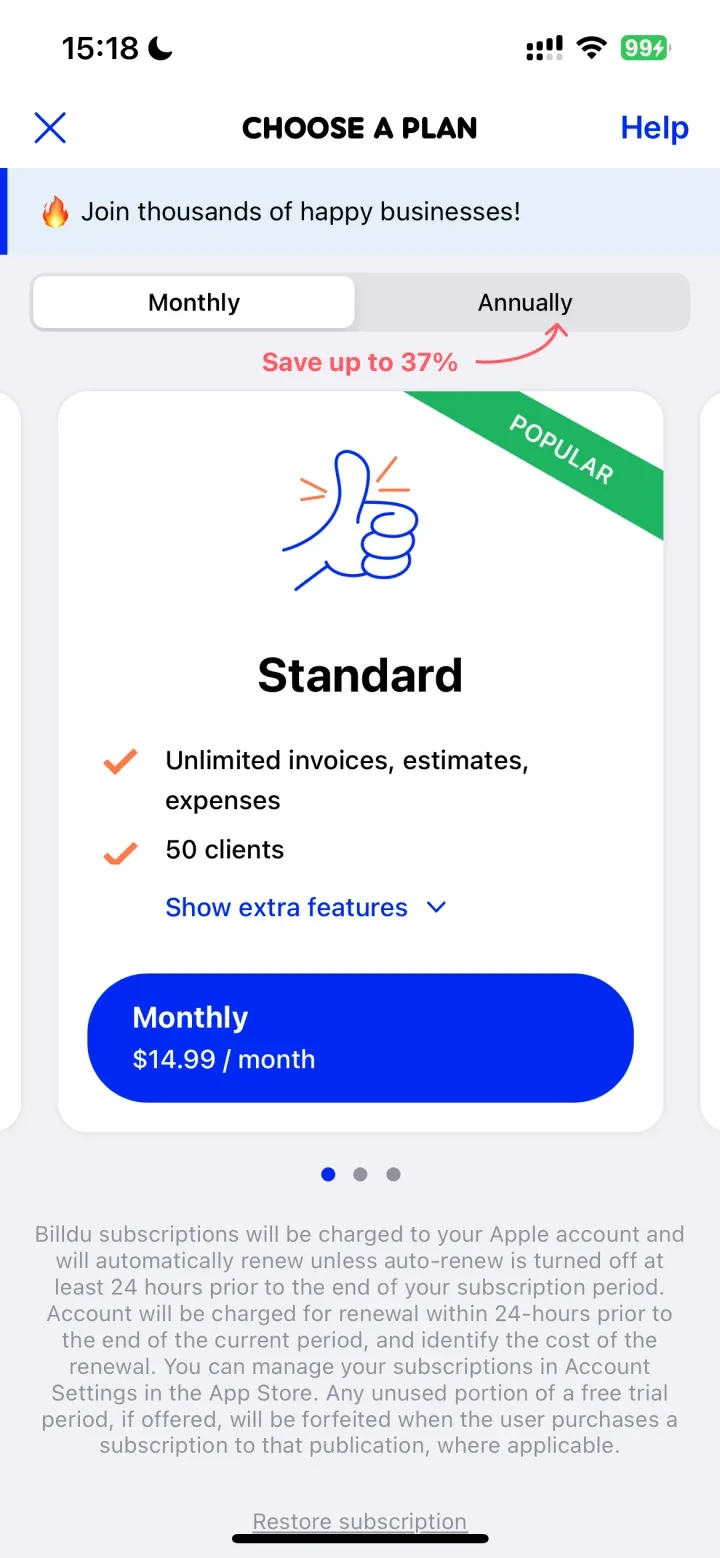 15:18
99
CHOOSE A PLAN
Help
🔥 Join thousands of happy businesses!
Monthly
Annually
Save up to 37%
POPULAR
Standard
Unlimited invoices, estimates,
expenses
50 clients
Show extra features
Monthly
$14.99 / month
Billdu subscriptions will be charged to your Apple account and
will automatically renew unless auto-renew is turned off at
least 24 hours prior to the end of your subscription period.
Account will be charged for renewal within 24-hours prior to
the end of the current period, and identify the cost of the
renewal. You can manage your subscriptions in Account
Settings in the App Store. Any unused portion of a free trial
period, if offered, will be forfeited when the user purchases a
subscription to that publication, where applicable.
Restore subscription